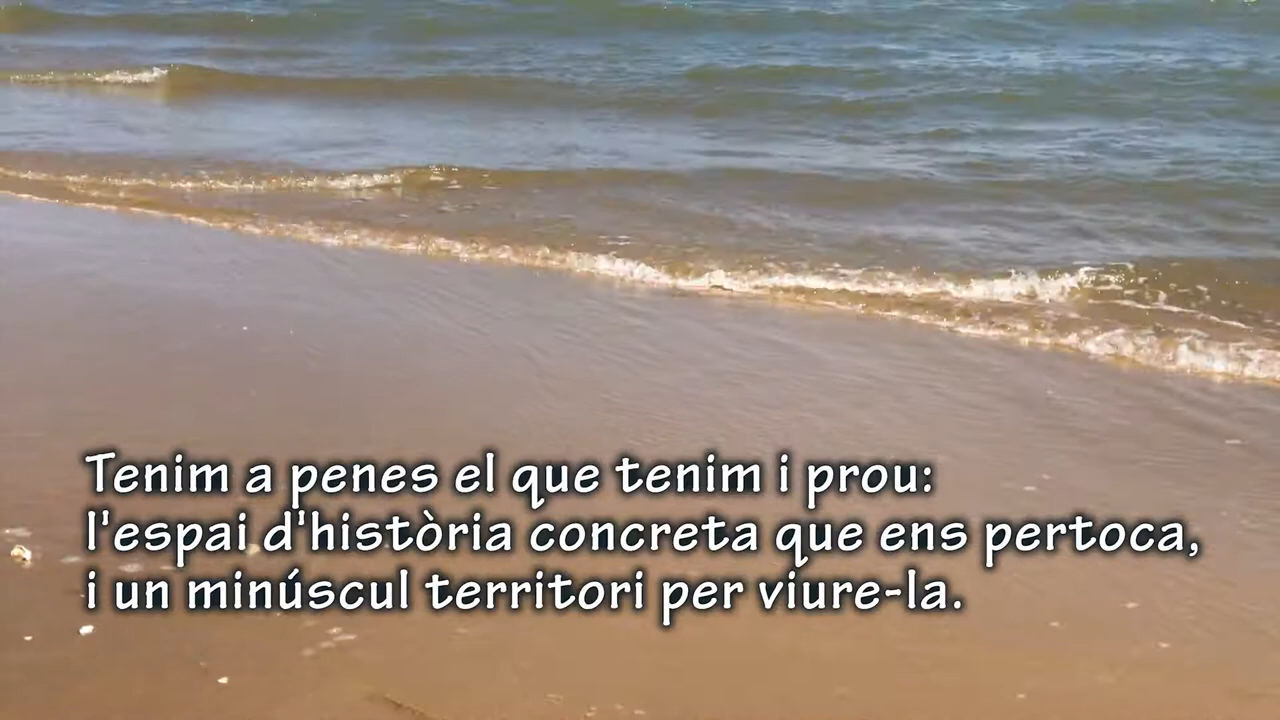 Tenim a penes el que tenim i prou:
l'espai d'història concreta que ens pertoca,
i un minúscul territori per viure-la.